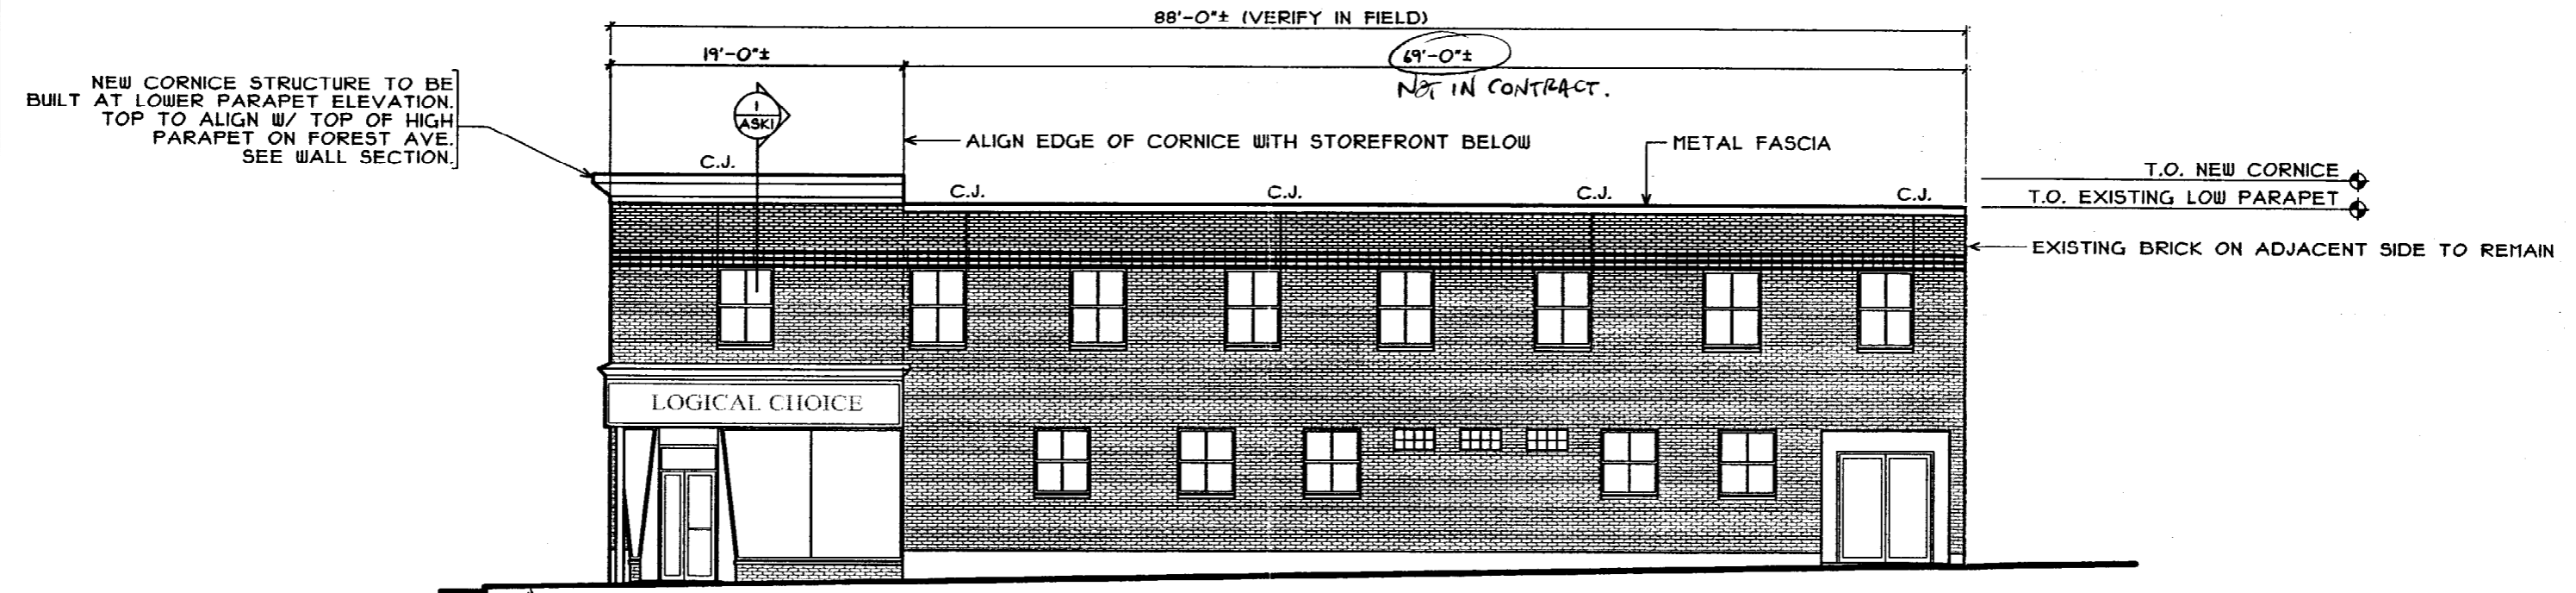 88'-0"± (VERIFY IN FIELD)
19'-0"±
69'-0"±
NOT IN CONTRACT.
NEW CORNICE STRUCTURE TO BE
BUILT AT LOWER PARAPET ELEVATION.
TOP TO ALIGN W/ TOP OF HIGH
PARAPET ON FOREST AVE.
SEE WALL SECTION.
1
ASK1
ALIGN EDGE OF CORNICE WITH STOREFRONT BELOW
METAL FASCIA
C.J.
C.J.
C.J.
C.J.
C.J.
T.O. NEW CORNICE
T.O. EXISTING LOW PARAPET
EXISTING BRICK ON ADJACENT SIDE TO REMAIN
LOGICAL CHOICE